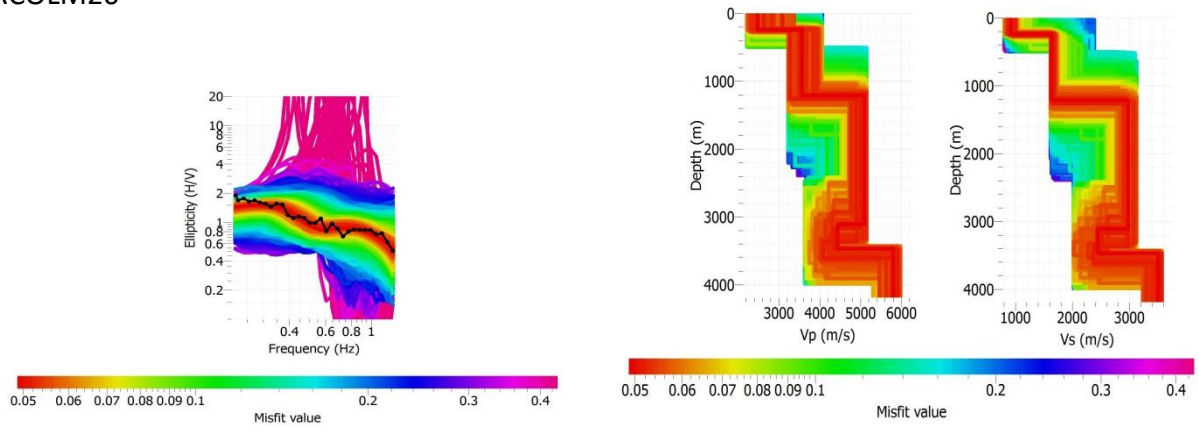 20
10
8
6
4
2
1
0.8
0.6
0.4
0.2
Ellipticity (H/V)
0.4 0.6 0.8 1
Frequency (Hz)
0.05 0.06 0.07 0.08 0.09 0.1 0.2 0.3 0.4
Misfit value
0
1000
2000
3000
4000
Depth (m)
3000 4000 5000 6000
Vp (m/s)
0
1000
2000
3000
4000
Depth (m)
1000 2000 3000
Vs (m/s)
0.05 0.06 0.07 0.08 0.09 0.1 0.2 0.3 0.4
Misfit value